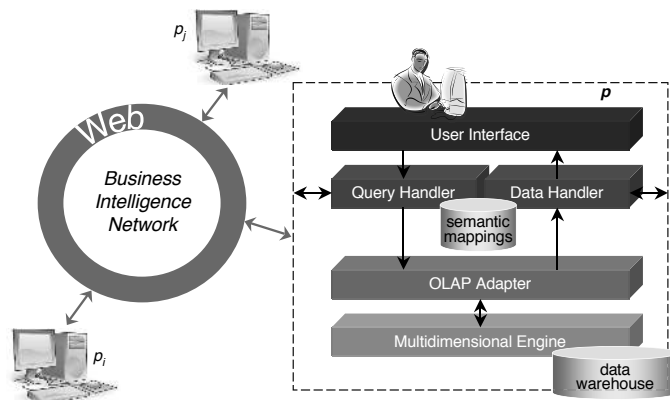 p_j
Web
Business
Intelligence
Network
p_i
p
User Interface
Query Handler
Data Handler
semantic
mappings
OLAP Adapter
Multidimensional Engine
data
warehouse